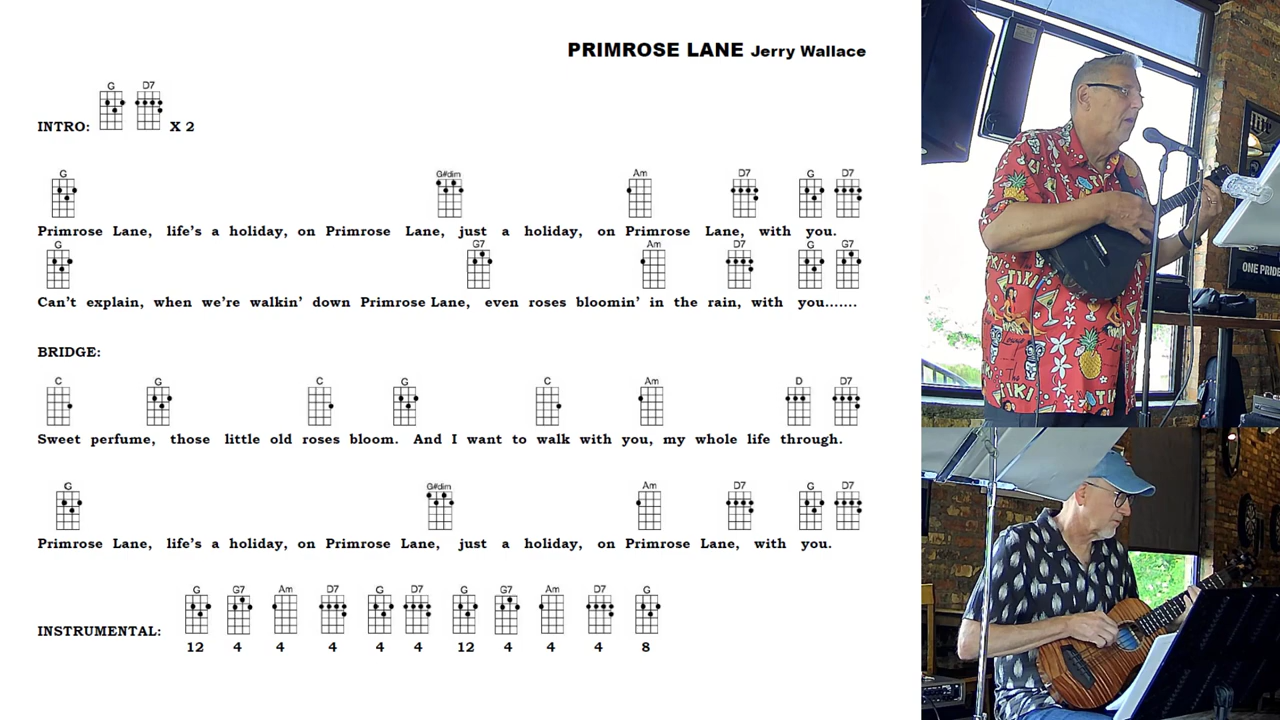 PRIMROSE LANE Jerry Wallace
G D7
INTRO: X 2
G G#dim Am D7 G D7
Primrose Lane, life's a holiday, on Primrose Lane, just a holiday, on Primrose Lane, with you.
G G7 Am D7 G G7
Can't explain, when we're walkin' down Primrose Lane, even roses bloomin' in the rain, with you.......
BRIDGE:
C G C G C Am D D7
Sweet perfume, those little old roses bloom. And I want to walk with you, my whole life through.
G G#dim Am D7 G D7
Primrose Lane, life's a holiday, on Primrose Lane, just a holiday, on Primrose Lane, with you.
G G7 Am D7 G D7 G G7 Am D7 G
INSTRUMENTAL:
12 4 4 4 4 4 12 4 4 4 8
Lite
ONE PRIDE
TIKI
TIKI